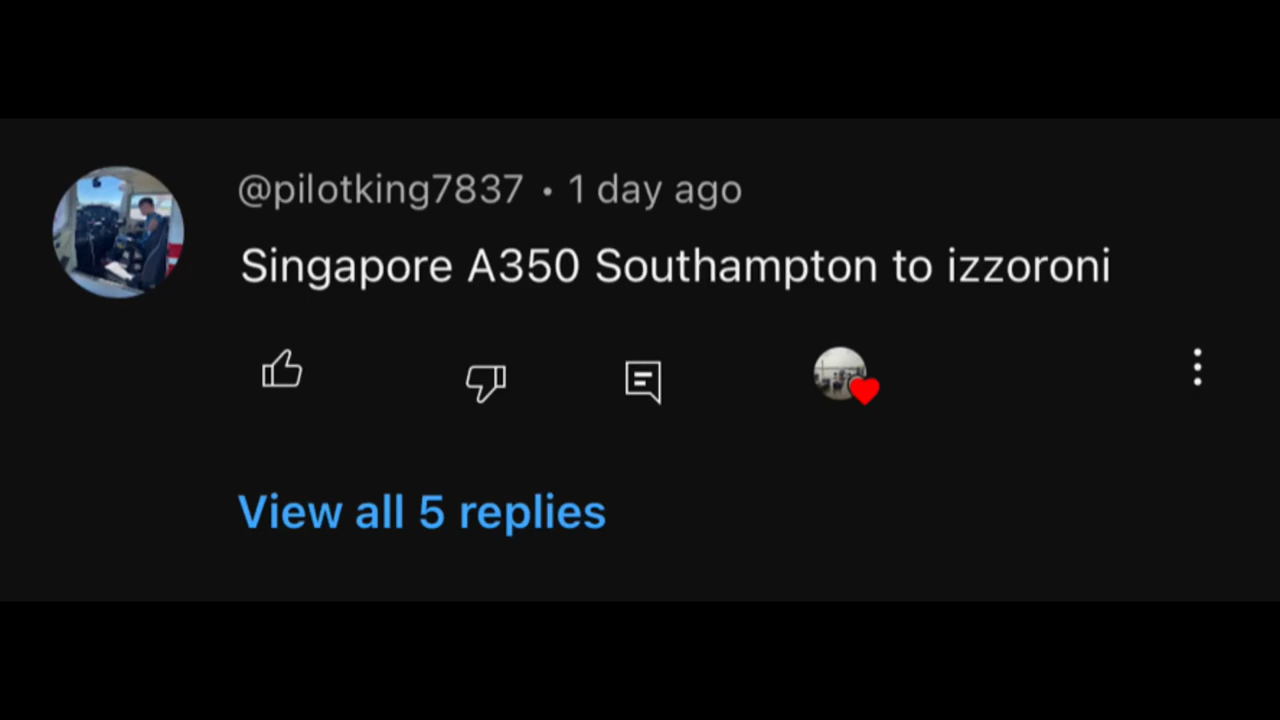 @pilotking7837 • 1 day ago
Singapore A350 Southampton to izzoroni
View all 5 replies